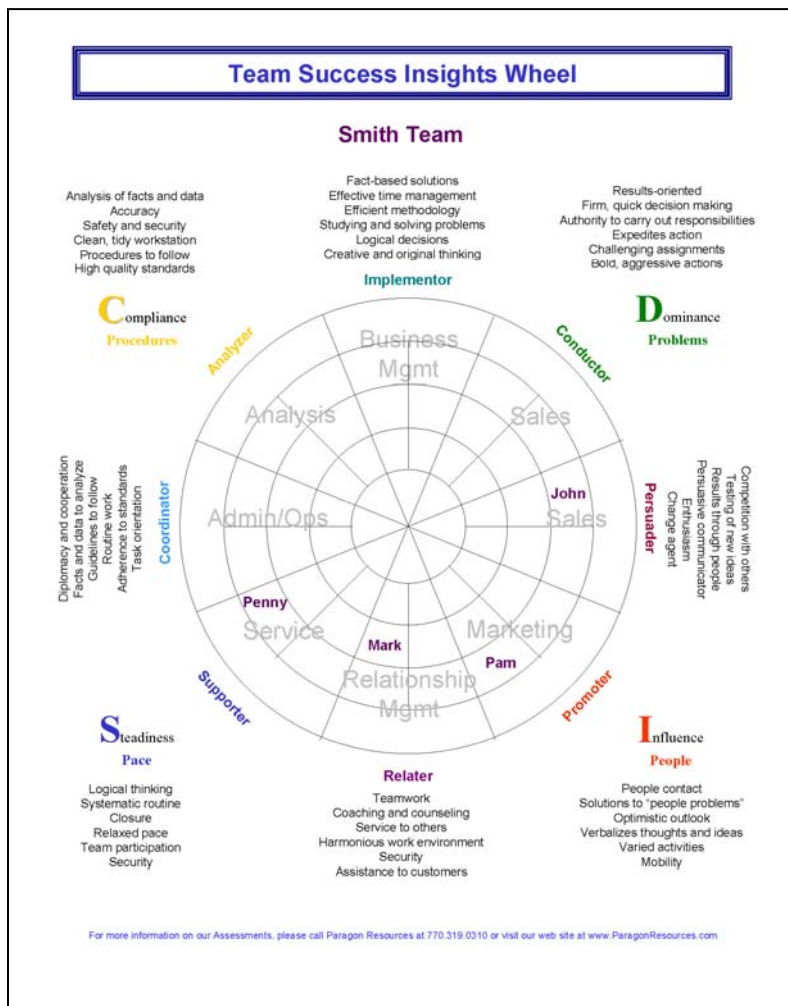 Team Success Insights Wheel
Smith Team
Analysis of facts and data
Accuracy
Safety and security
Clean, tidy workstation
Procedures to follow
High quality standards
Compliance
Procedures
Fact-based solutions
Effective time management
Efficient methodology
Studying and solving problems
Logical decisions
Creative and original thinking
Implementor
Results-oriented
Firm, quick decision making
Authority to carry out responsibilities
Expedites action
Challenging assignments
Bold, aggressive actions
Dominance
Problems
Analyzer
Conductor
Business
Mgmt
Analysis
Sales
Diplomacy and cooperation
Facts and data to analyze
Guidelines to follow
Routine work
Adherence to standards
Task orientation
Coordinator
Admin/Ops
John
Sales
Persuader
Competition with others
Testing of new ideas
Results through people
Persuasive communicator
Enthusiasm
Change agent
Penny
Service
Mark
Marketing
Pam
Relationship
Mgmt
Supporter
Promoter
Steadiness
Pace
Logical thinking
Systematic routine
Closure
Relaxed pace
Team participation
Security
Relater
Teamwork
Coaching and counseling
Service to others
Harmonious work environment
Security
Assistance to customers
Influence
People
People contact
Solutions to "people problems"
Optimistic outlook
Verbalizes thoughts and ideas
Varied activities
Mobility
For more information on our Assessments, please call Paragon Resources at 770.319.0310 or visit our web site at www.ParagonResources.com